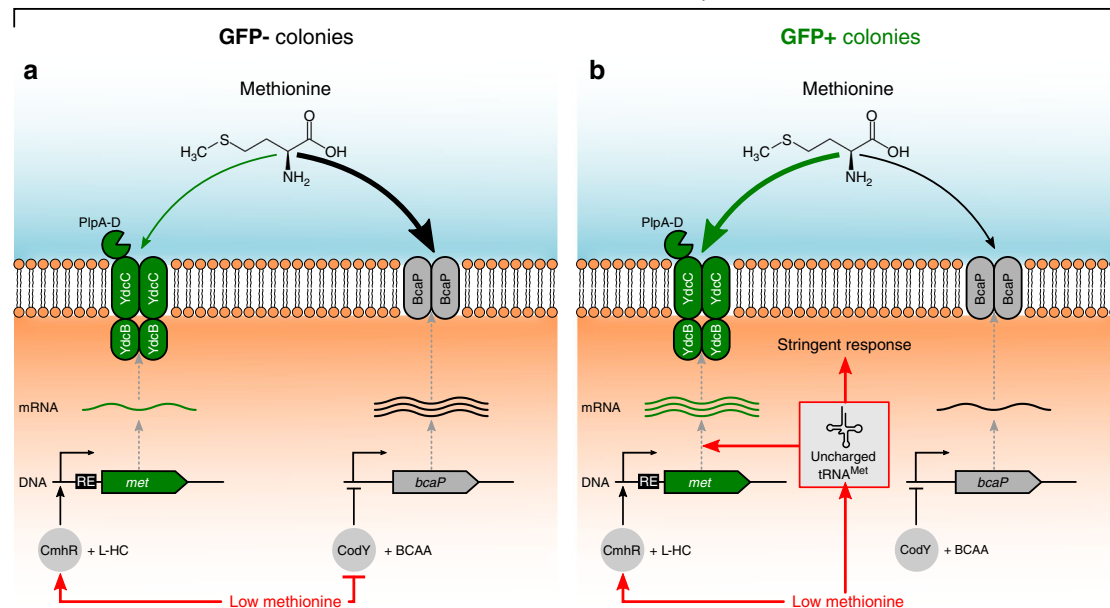 GFP- colonies
a
Methionine
H₃C
S
O
OH
NH₂
PlpA-D
YdcC
YdcC
YdcB
YdcB
BcaP
BcaP
mRNA
DNA
RE
met
bcaP
CmhR + L-HC
CodY + BCAA
Low methionine
GFP+ colonies
b
Methionine
H₃C
S
O
OH
NH₂
PlpA-D
YdcC
YdcC
YdcB
YdcB
BcaP
BcaP
Stringent response
mRNA
Uncharged
tRNAᴹᵉᵗ
DNA
RE
met
bcaP
CmhR + L-HC
CodY + BCAA
Low methionine